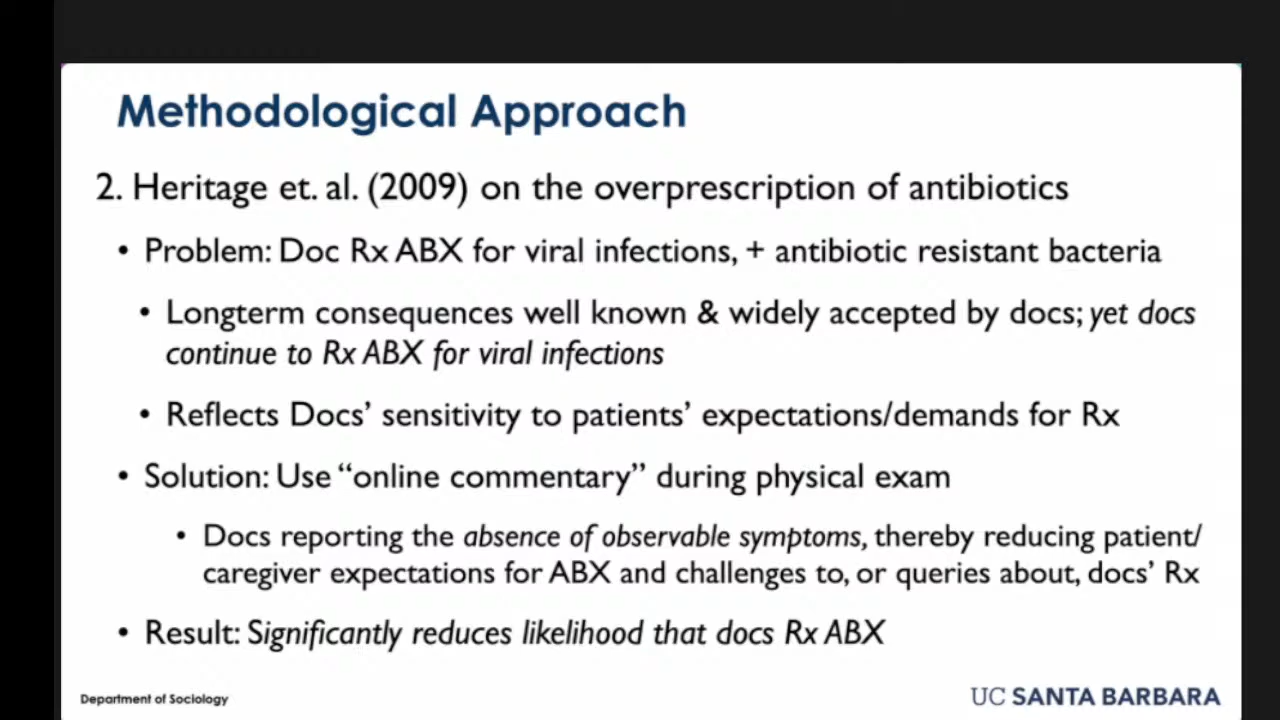 Methodological Approach
2. Heritage et. al. (2009) on the overprescription of antibiotics
• Problem: Doc Rx ABX for viral infections, + antibiotic resistant bacteria
• Longterm consequences well known & widely accepted by docs; yet docs
continue to Rx ABX for viral infections
• Reflects Docs’ sensitivity to patients’ expectations/demands for Rx
• Solution: Use “online commentary” during physical exam
• Docs reporting the absence of observable symptoms, thereby reducing patient/
caregiver expectations for ABX and challenges to, or queries about, docs’ Rx
• Result: Significantly reduces likelihood that docs Rx ABX
Department of Sociology
UC SANTA BARBARA